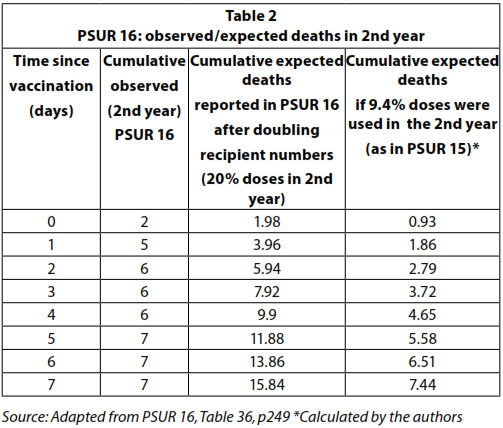 Table 2
PSUR 16: observed/expected deaths in 2nd year
Time since vaccination (days) Cumulative observed (2nd year) PSUR 16 Cumulative expected deaths reported in PSUR 16 after doubling recipient numbers (20% doses in 2nd year) Cumulative expected deaths if 9.4% doses were used in the 2nd year (as in PSUR 15)*
0 2 1.98 0.93
1 5 3.96 1.86
2 6 5.94 2.79
3 6 7.92 3.72
4 6 9.9 4.65
5 7 11.88 5.58
6 7 13.86 6.51
7 7 15.84 7.44
Source: Adapted from PSUR 16, Table 36, p249 *Calculated by the authors